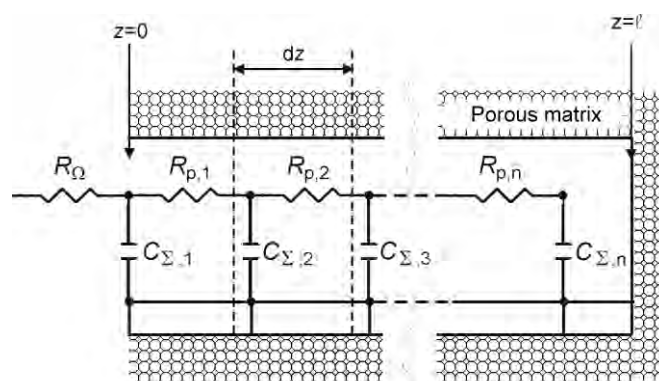 z=0
z=ℓ
dz
Porous matrix
RΩ
Rp,1
Rp,2
Rp,n
CΣ,1
CΣ,2
CΣ,3
CΣ,n